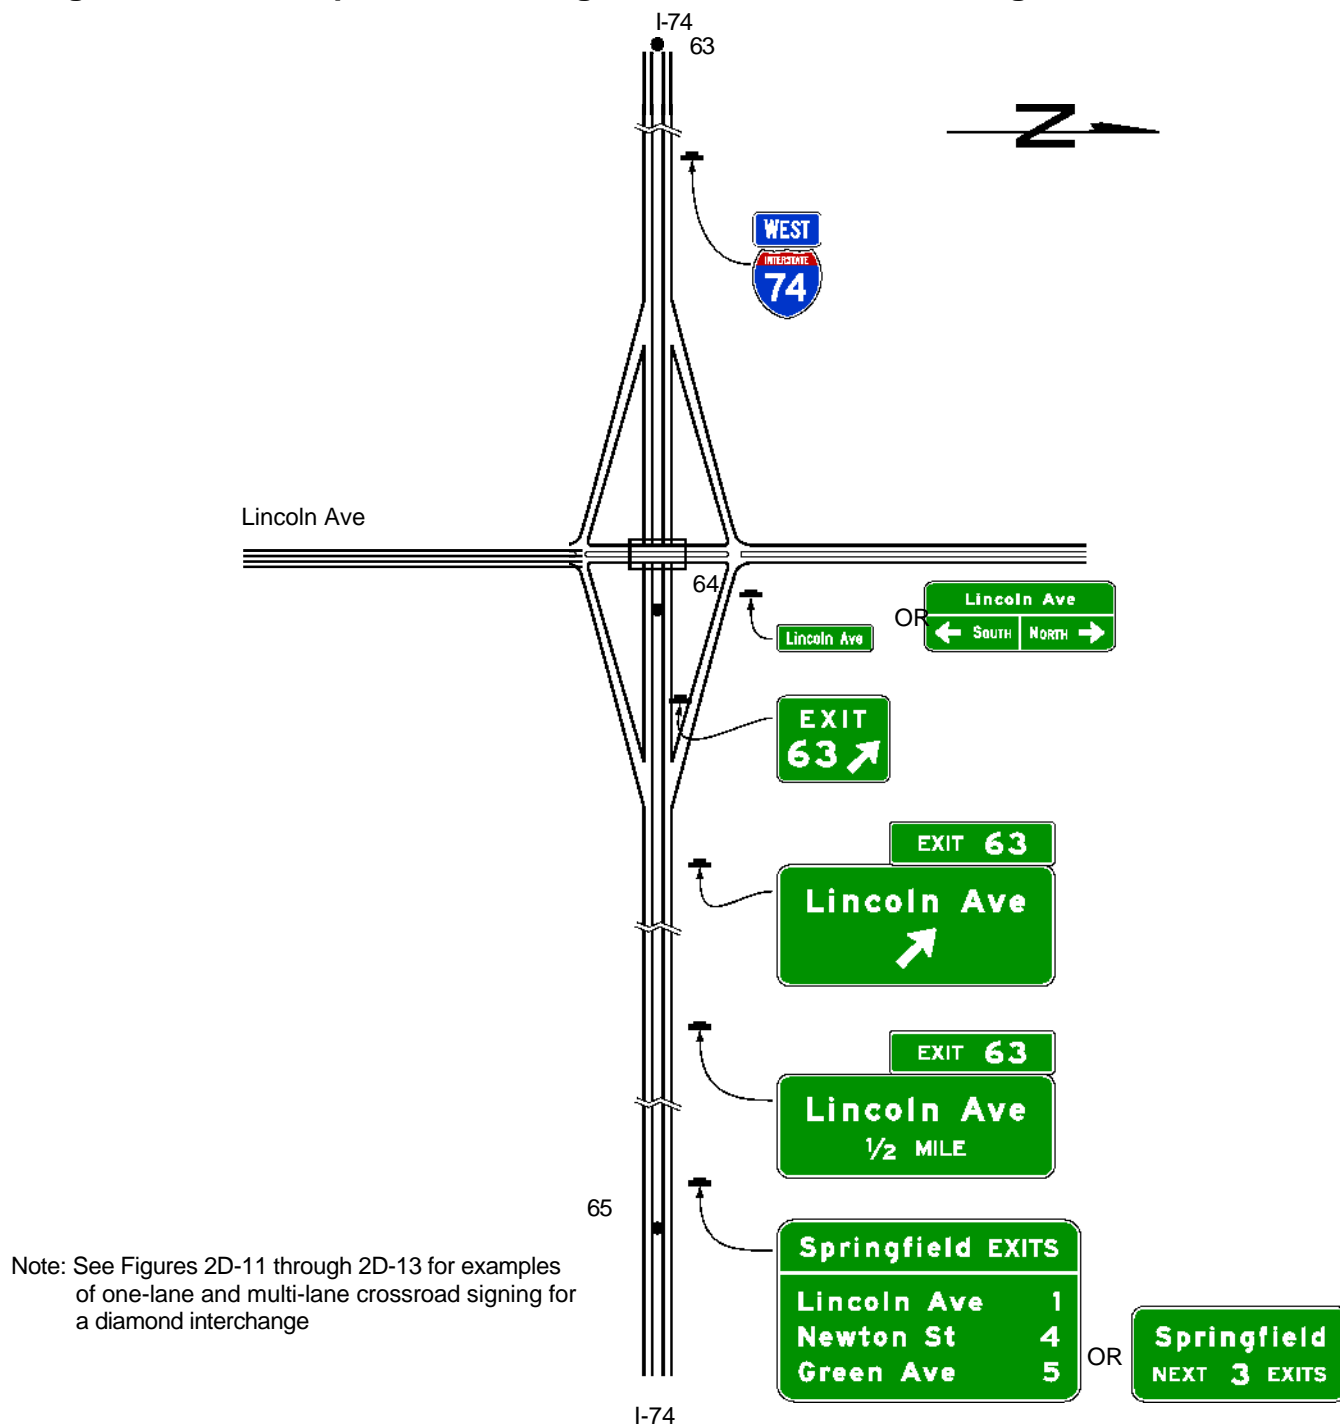 I-74
63
N
WEST
INTERSTATE
74
Lincoln Ave
64
Lincoln Ave
OR
Lincoln Ave
SOUTH NORTH
EXIT
63
EXIT 63
Lincoln Ave
EXIT 63
Lincoln Ave
1/2 MILE
65
Springfield EXITS
Lincoln Ave 1
Newton St 4
Green Ave 5
OR
Springfield
NEXT 3 EXITS
Note: See Figures 2D-11 through 2D-13 for examples
of one-lane and multi-lane crossroad signing for
a diamond interchange
I-74